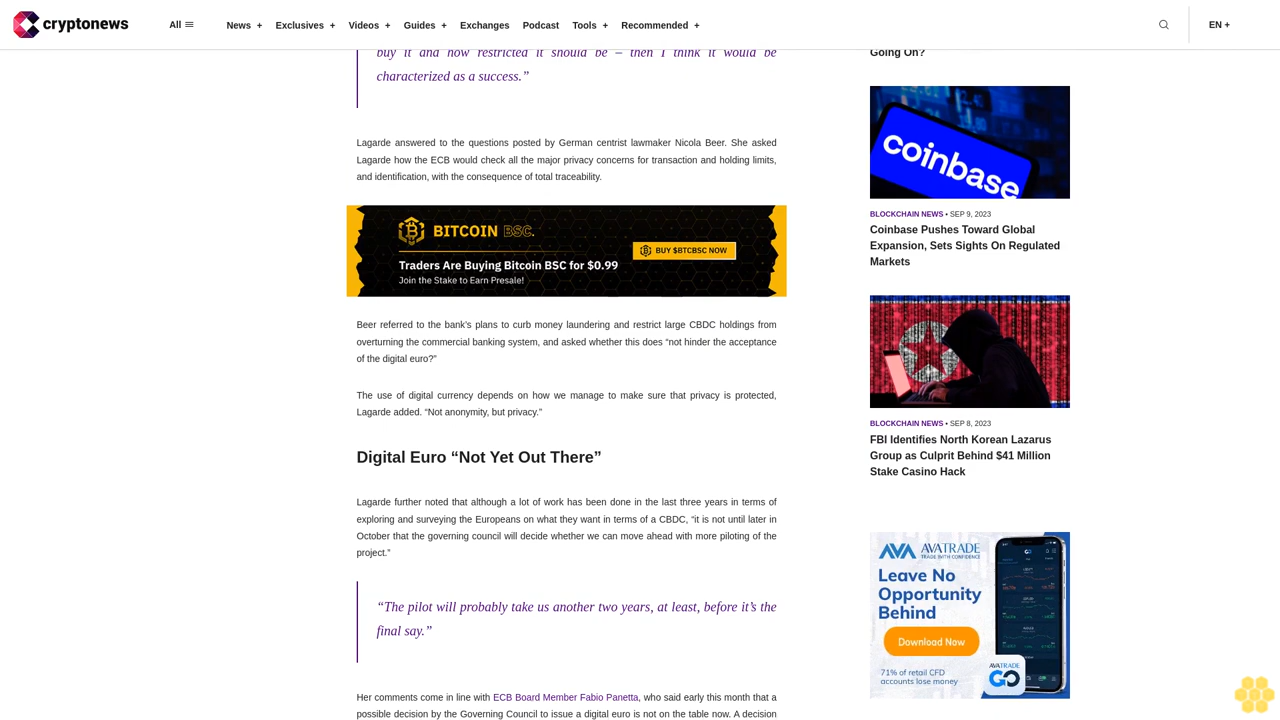 cryptonews
All
News +
Exclusives +
Videos +
Guides +
Exchanges
Podcast
Tools +
Recommended +
EN +
buy it and how restricted it should be – then I think it would be
characterized as a success.”
Lagarde answered to the questions posted by German centrist lawmaker Nicola Beer. She asked
Lagarde how the ECB would check all the major privacy concerns for transaction and holding limits,
and identification, with the consequence of total traceability.
BITCOIN BSC.
Traders Are Buying Bitcoin BSC for $0.99
Join the Stake to Earn Presale!
BUY $BTCBSC NOW
Beer referred to the bank’s plans to curb money laundering and restrict large CBDC holdings from
overturning the commercial banking system, and asked whether this does “not hinder the acceptance
of the digital euro?”
The use of digital currency depends on how we manage to make sure that privacy is protected,
Lagarde added. “Not anonymity, but privacy.”
Digital Euro “Not Yet Out There”
Lagarde further noted that although a lot of work has been done in the last three years in terms of
exploring and surveying the Europeans on what they want in terms of a CBDC, “it is not until later in
October that the governing council will decide whether we can move ahead with more piloting of the
project.”
“The pilot will probably take us another two years, at least, before it’s the
final say.”
Her comments come in line with ECB Board Member Fabio Panetta, who said early this month that a
possible decision by the Governing Council to issue a digital euro is not on the table now. A decision
Going On?
coinbase
BLOCKCHAIN NEWS • SEP 9, 2023
Coinbase Pushes Toward Global
Expansion, Sets Sights On Regulated
Markets
BLOCKCHAIN NEWS • SEP 8, 2023
FBI Identifies North Korean Lazarus
Group as Culprit Behind $41 Million
Stake Casino Hack
AVATRADE
TRADE WITH CONFIDENCE
Leave No
Opportunity
Behind
Download Now
71% of retail CFD
accounts lose money
AVATRADE
GO